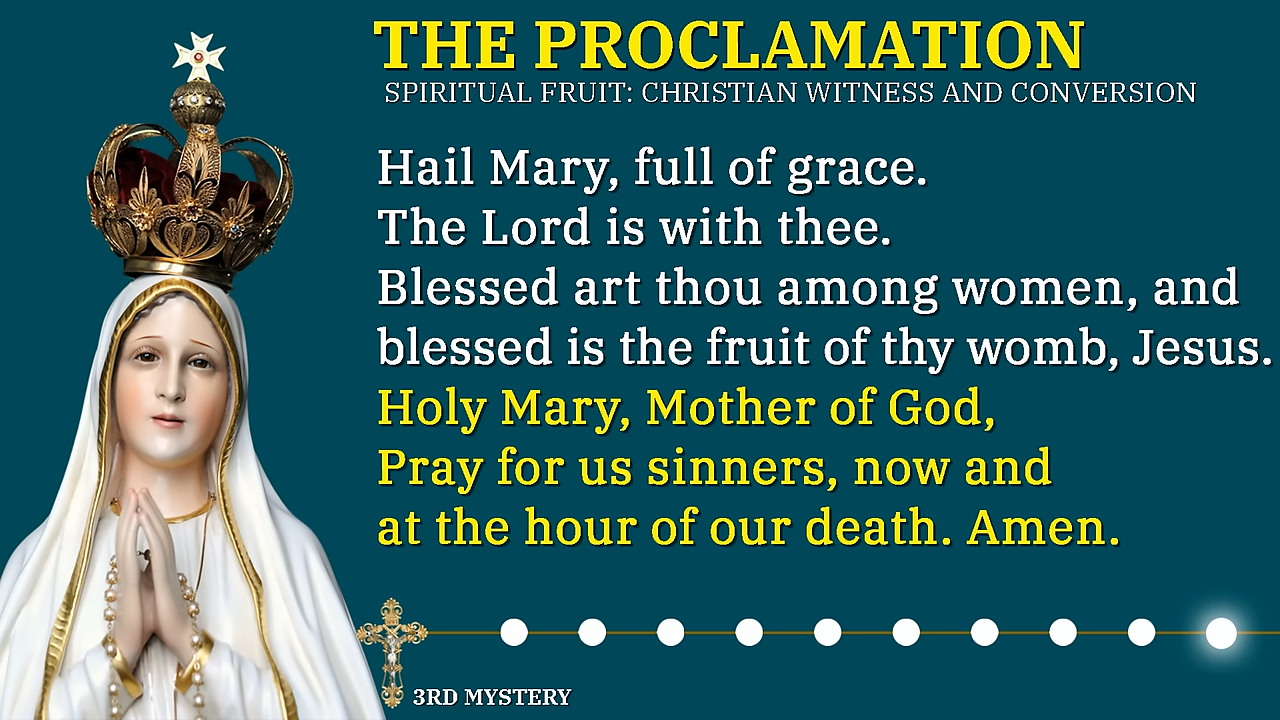 THE PROCLAMATION
SPIRITUAL FRUIT: CHRISTIAN WITNESS AND CONVERSION
Hail Mary, full of grace.
The Lord is with thee.
Blessed art thou among women, and
blessed is the fruit of thy womb, Jesus.
Holy Mary, Mother of God,
Pray for us sinners, now and
at the hour of our death. Amen.
3RD MYSTERY